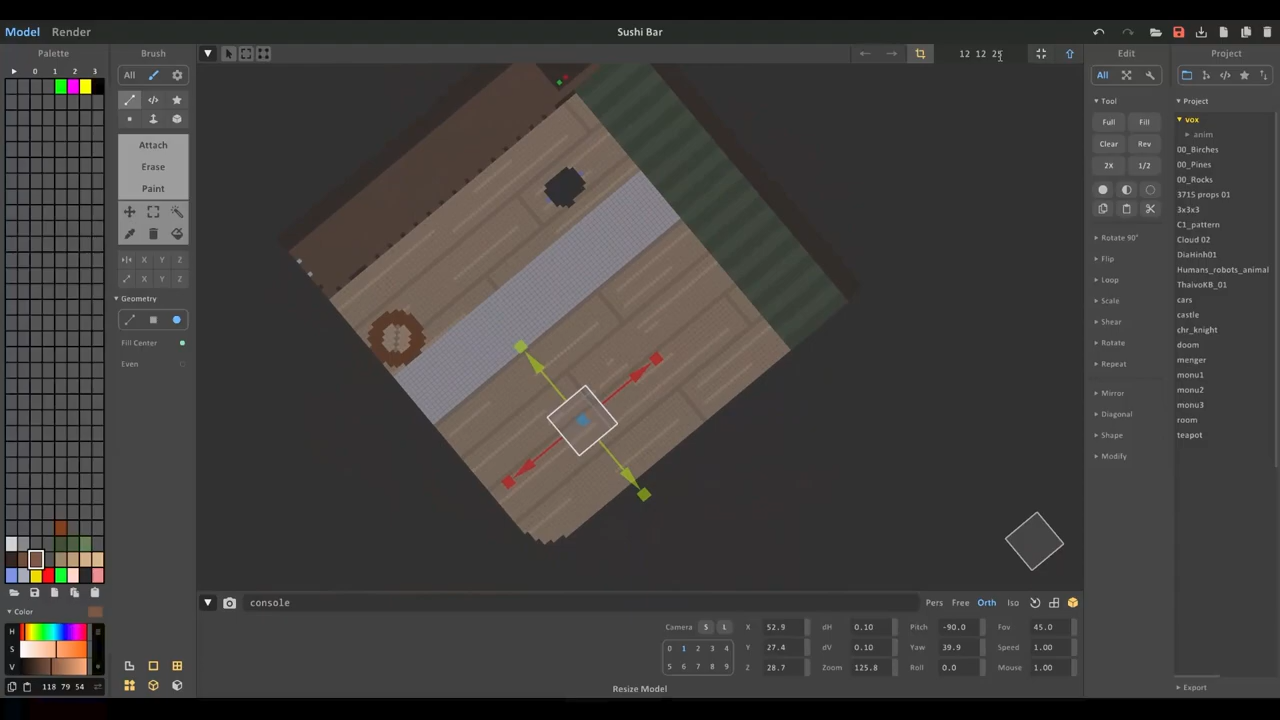 Model Render
Sushi Bar
Palette Brush
12 12 25
Edit Project
0 1 2 3
All
All
Tool
Project
vox
anim
00_Birches
00_Pines
00_Rocks
3715 props 01
3x3x3
C1_pattern
Cloud 02
DiaHinh01
Humans_robots_animal
ThaivoKB_01
cars
castle
chr_knight
doom
menger
monu1
monu2
monu3
room
teapot
Full Fill
Clear Rev
2X 1/2
Rotate 90°
Flip
Loop
Scale
Shear
Rotate
Repeat
Mirror
Diagonal
Shape
Modify
Attach
Erase
Paint
X Y Z
X Y Z
Geometry
Fill Center
Even
console
Pers Free Orth Iso
Color
H
S
V
118 79 54
Camera S L X 52.9 dH 0.10 Pitch -90.0 Fov 45.0
0 1 2 3 4 Y 27.4 dV 0.10 Yaw 39.9 Speed 1.00
5 6 7 8 9 Z 28.7 Zoom 125.8 Roll 0.0 Mouse 1.00
Resize Model
Export